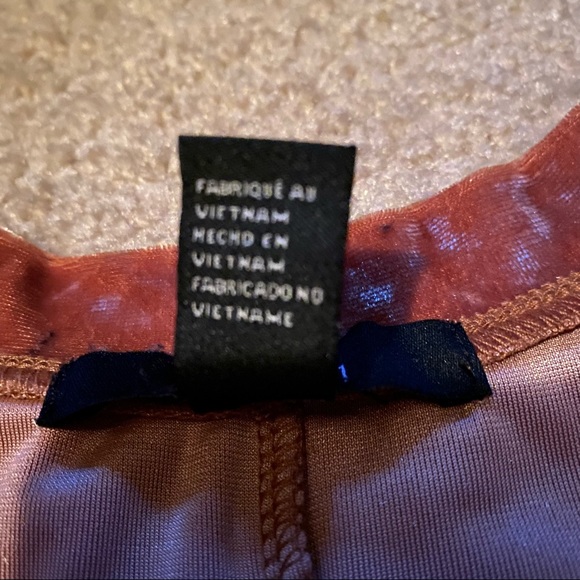 FABRIQUÉ AU
VIETNAM
HECHO EN
VIETNAM
FABRICADO NO
VIETNAME